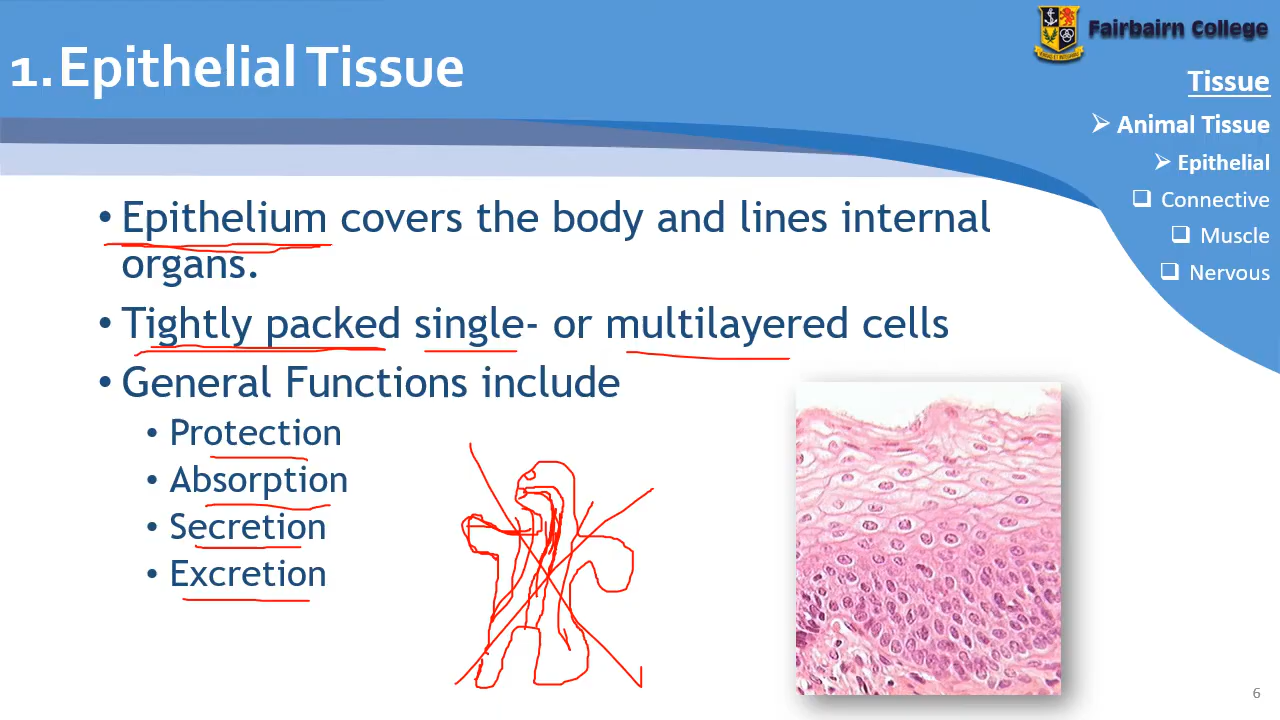 1. Epithelial Tissue
Fairbairn College
Tissue
➢ Animal Tissue
➢ Epithelial
❑ Connective
❑ Muscle
❑ Nervous
• Epithelium covers the body and lines internal
organs.
• Tightly packed single- or multilayered cells
• General Functions include
• Protection
• Absorption
• Secretion
• Excretion
6